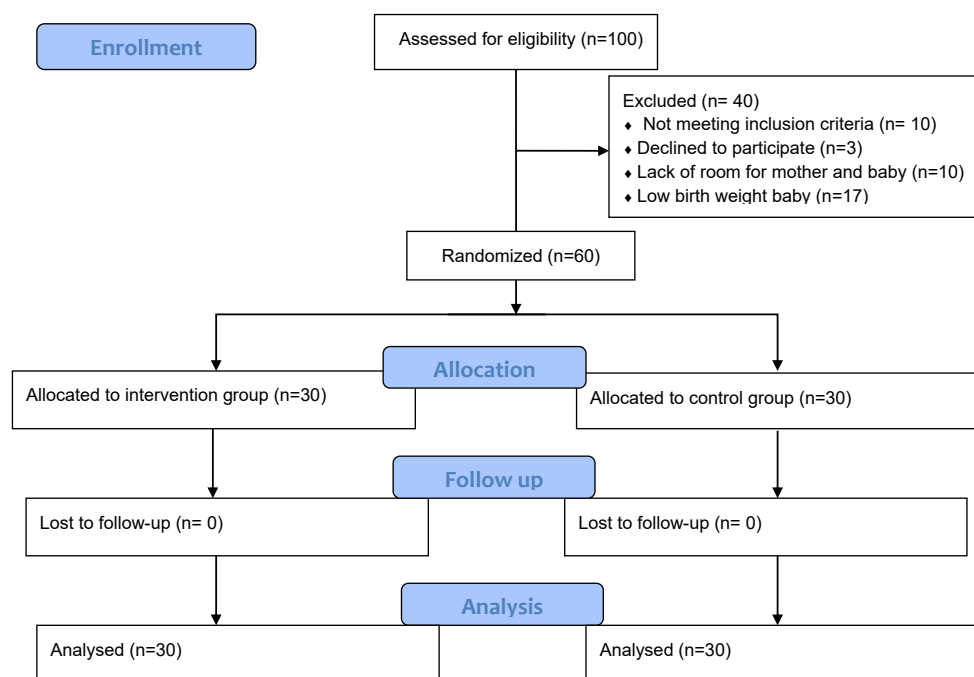 Enrollment
Assessed for eligibility (n=100)
Excluded (n= 40)
♦ Not meeting inclusion criteria (n= 10)
♦ Declined to participate (n=3)
♦ Lack of room for mother and baby (n=10)
♦ Low birth weight baby (n=17)
Randomized (n=60)
Allocation
Allocated to intervention group (n=30)
Allocated to control group (n=30)
Follow up
Lost to follow-up (n= 0)
Lost to follow-up (n= 0)
Analysis
Analysed (n=30)
Analysed (n=30)